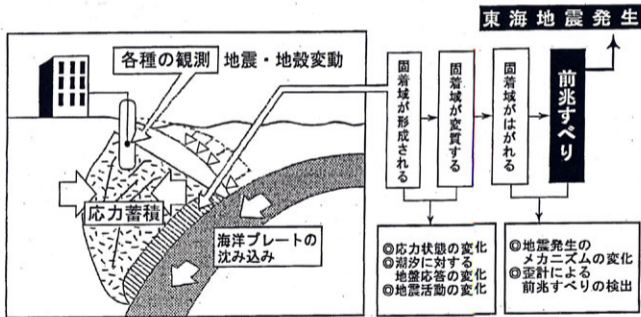 東海地震発生
各種の観測
地震・地殻変動
応力蓄積
海洋プレートの
沈み込み
固着域が形成される
固着域が変質する
固着域がはがれる
前兆すべり
◎応力状態の変化
◎潮汐に対する
地盤応答の変化
◎地震活動の変化
◎地震発生の
メカニズムの変化
◎歪計による
前兆すべりの検出